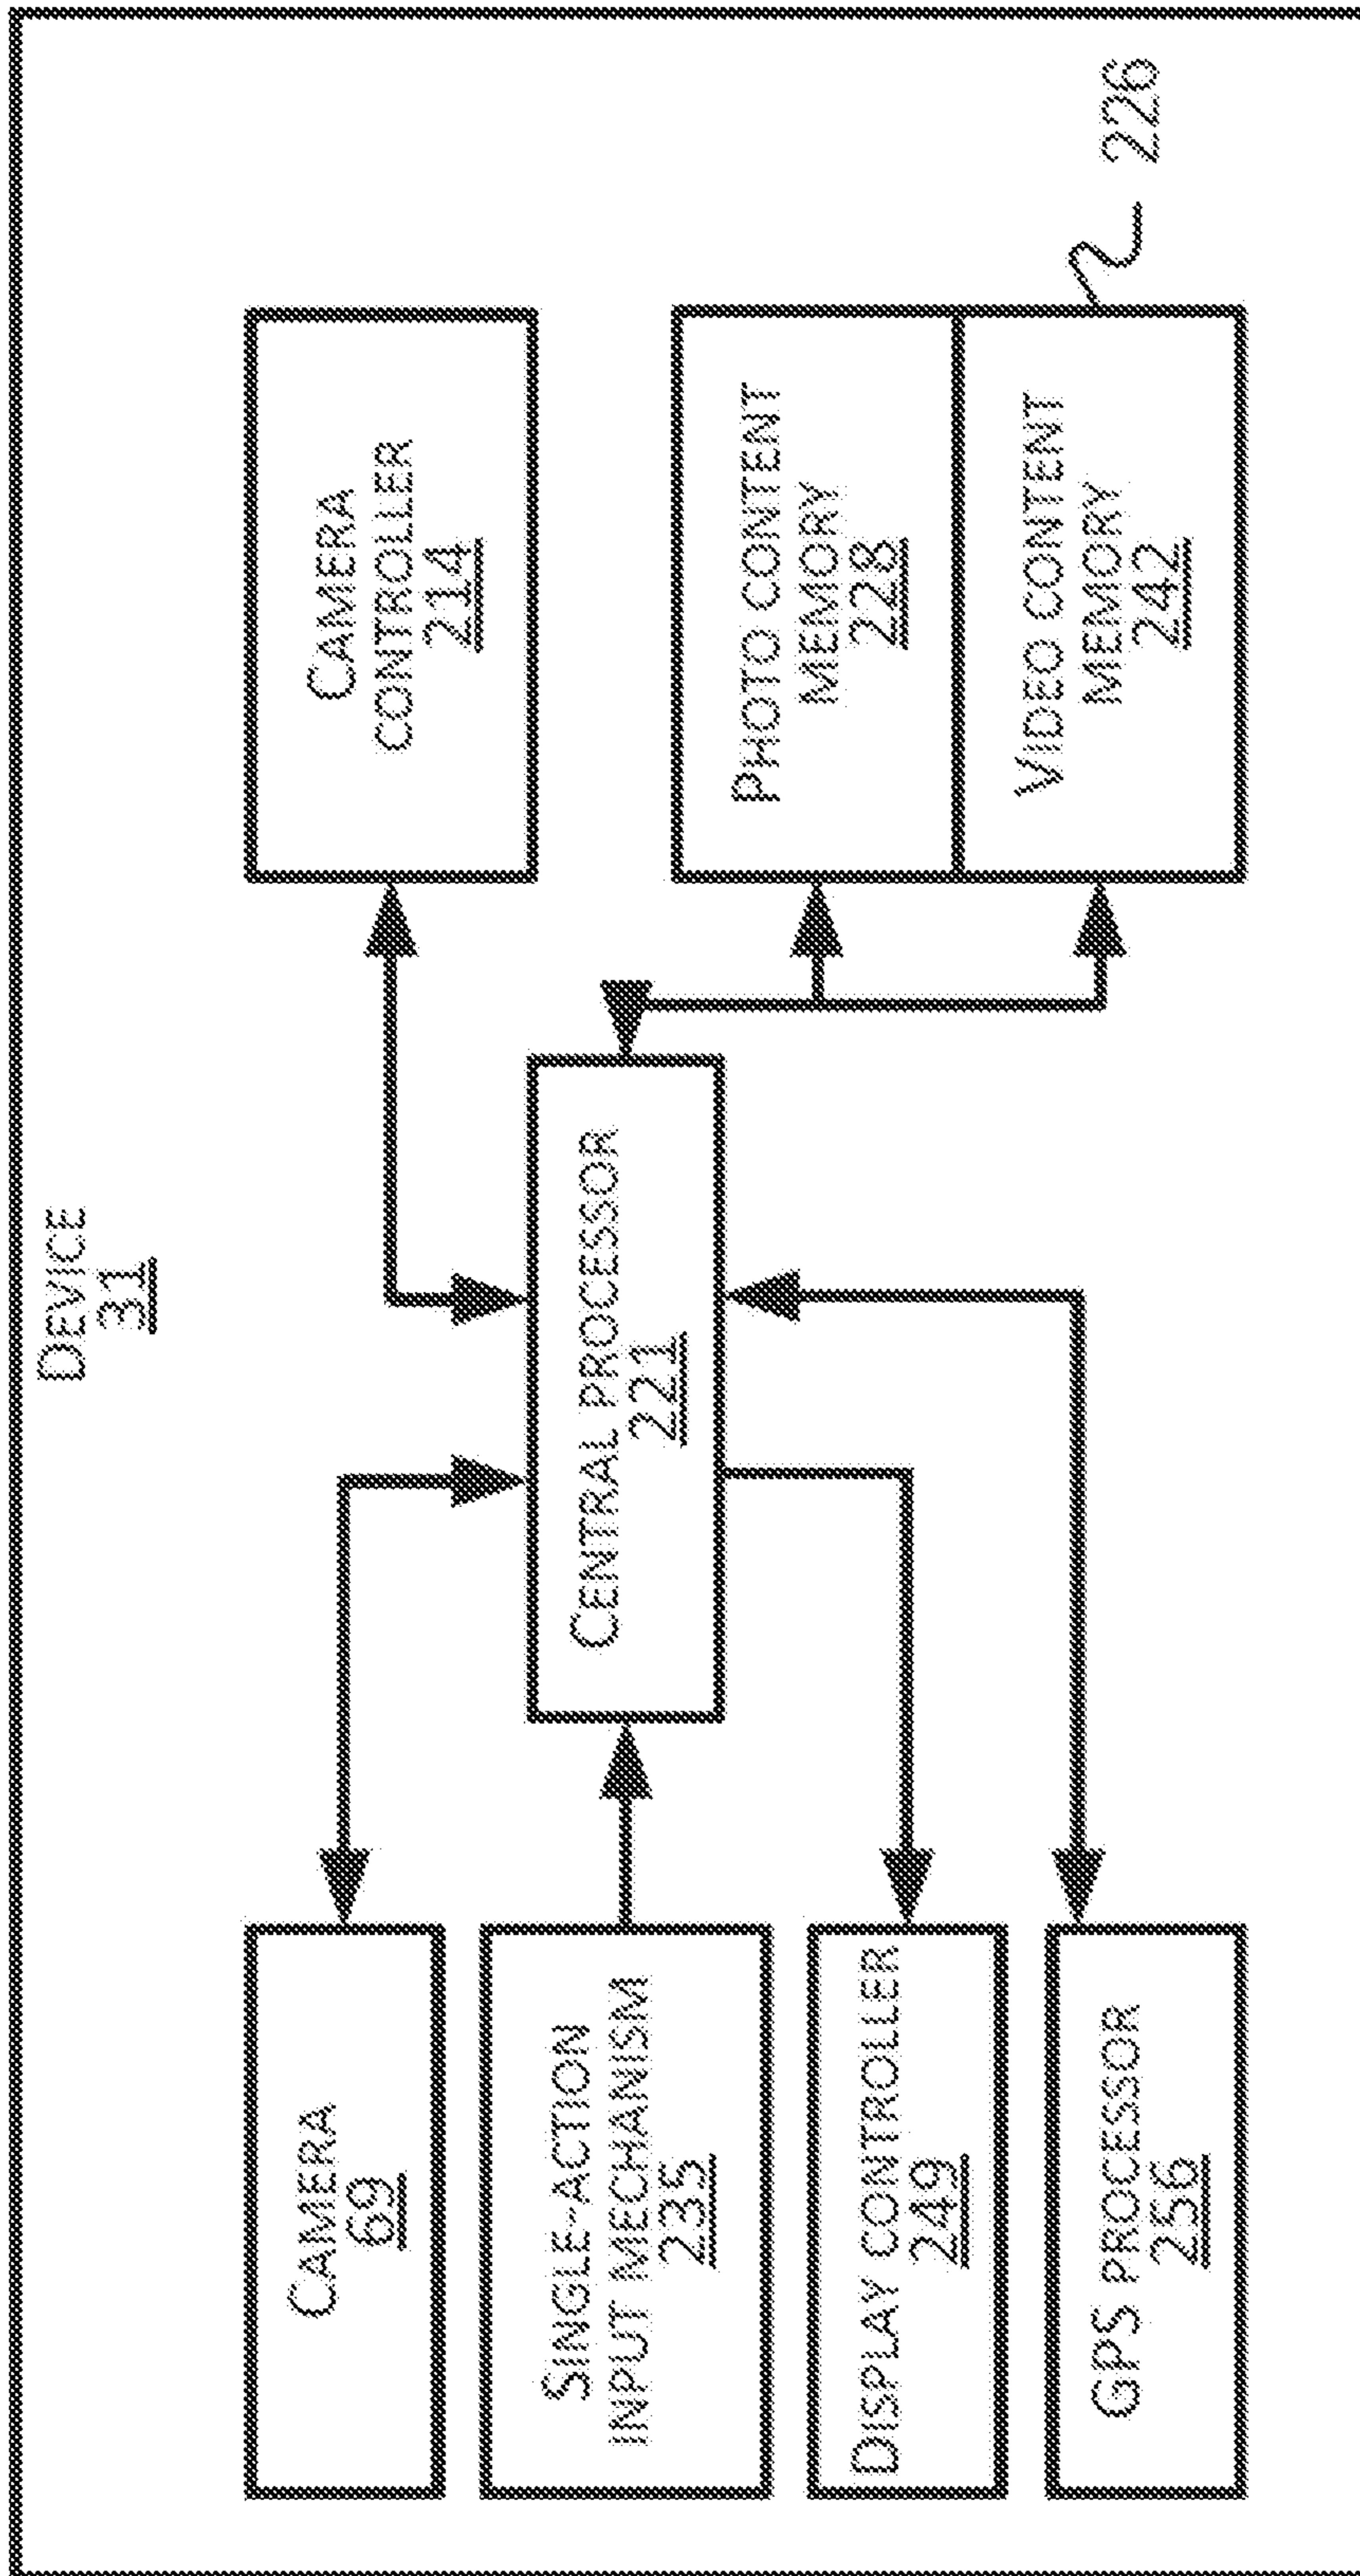 DEVICE
31
CAMERA
69
SINGLE-ACTION
INPUT MECHANISM
235
DISPLAY CONTROLLER
249
GPS PROCESSOR
256
CENTRAL PROCESSOR
221
CAMERA
CONTROLLER
214
PHOTO CONTENT
MEMORY
228
VIDEO CONTENT
MEMORY
242
226